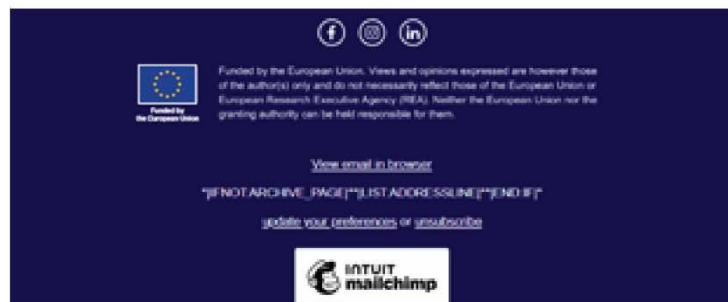 Funded by the European Union. Views and opinions expressed are however those
of the author(s) only and do not necessarily reflect those of the European Union or
European Research Executive Agency (REA). Neither the European Union nor the
granting authority can be held responsible for them.
Funded by
the European Union
View email in browser
*|IFNOT:ARCHIVE_PAGE|**|LIST:ADDRESSLINE|**|END:IF|*
update your preferences or unsubscribe
INTUIT
mailchimp